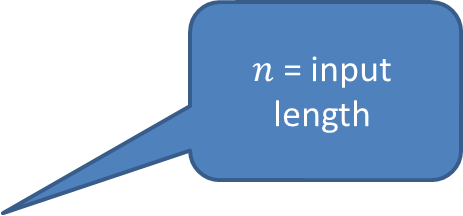 n = input
length